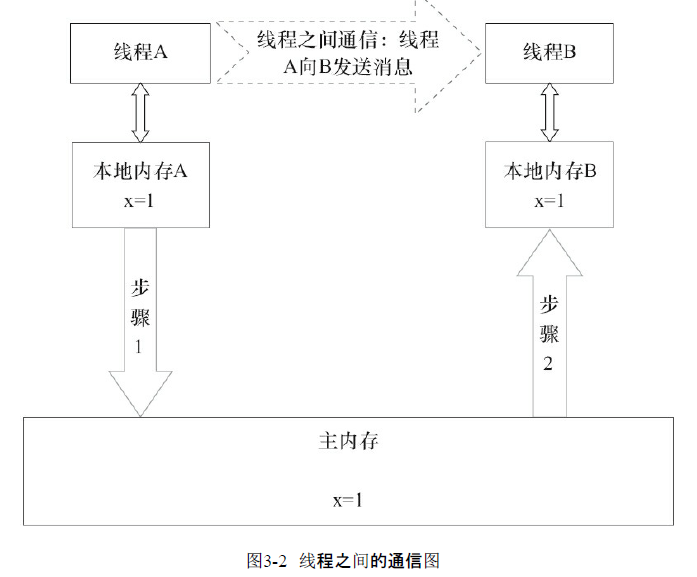 线程A
线程之间通信：线程
A向B发送消息
线程B
本地内存A
x=1
本地内存B
x=1
步
骤
1
步
骤
2
主内存
x=1
图3-2 线程之间的通信图